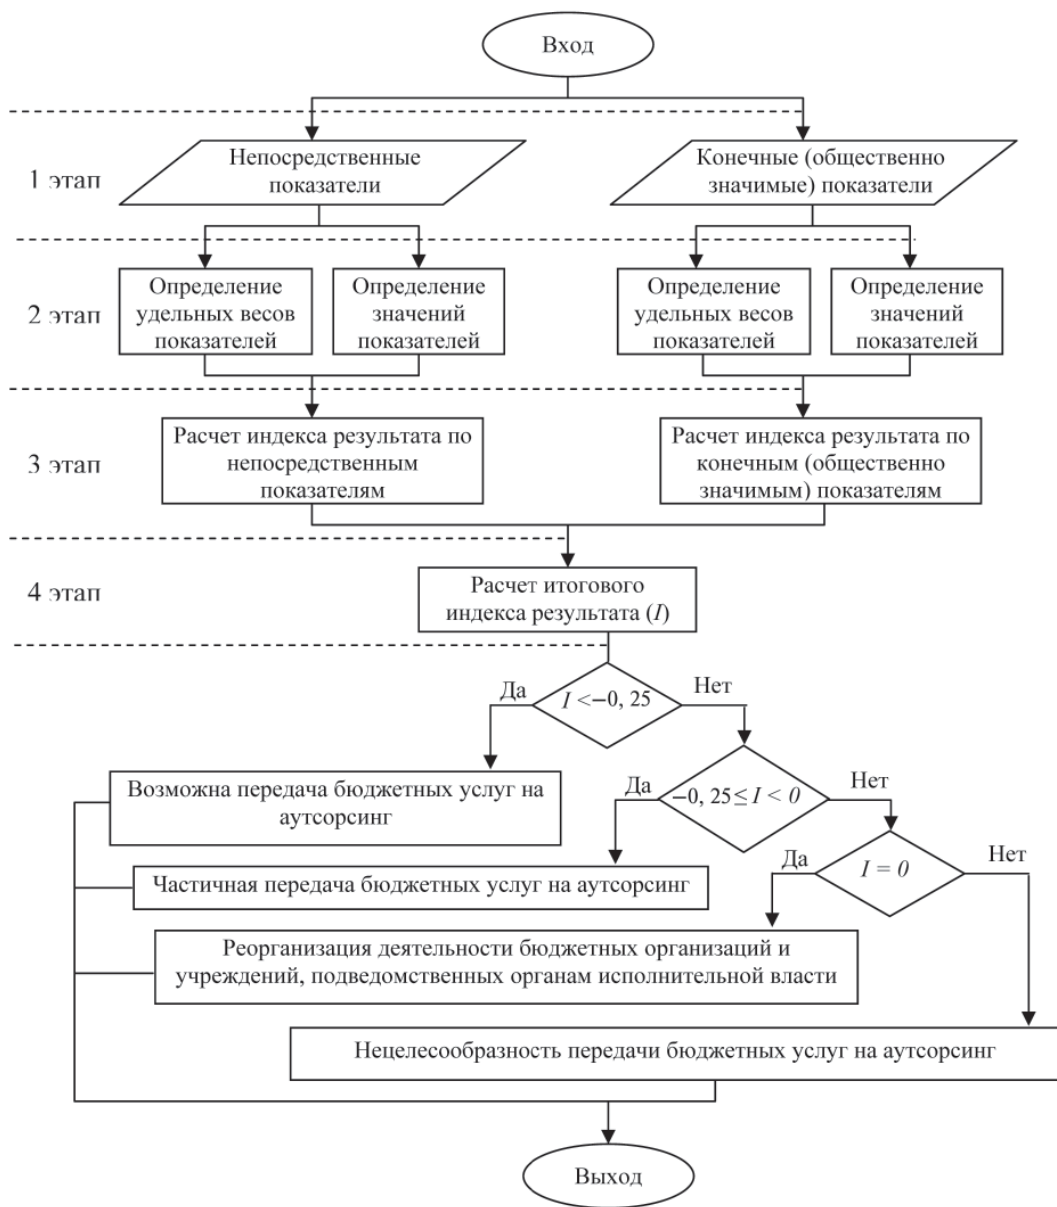 Вход
1 этап
Непосредственные
показатели
Конечные (общественно
значимые) показатели
2 этап
Определение
удельных весов
показателей
Определение
значений
показателей
Определение
удельных весов
показателей
Определение
значений
показателей
3 этап
Расчет индекса результата по
непосредственным
показателям
Расчет индекса результата по
конечным (общественно
значимым) показателям
4 этап
Расчет итогового
индекса результата (I)
Да
I <−0, 25
Нет
Возможна передача бюджетных услуг на
аутсорсинг
Да
−0, 25≤ I < 0
Нет
Частичная передача бюджетных услуг на аутсорсинг
Да
I = 0
Нет
Реорганизация деятельности бюджетных организаций и
учреждений, подведомственных органам исполнительной власти
Нецелесообразность передачи бюджетных услуг на аутсорсинг
Выход